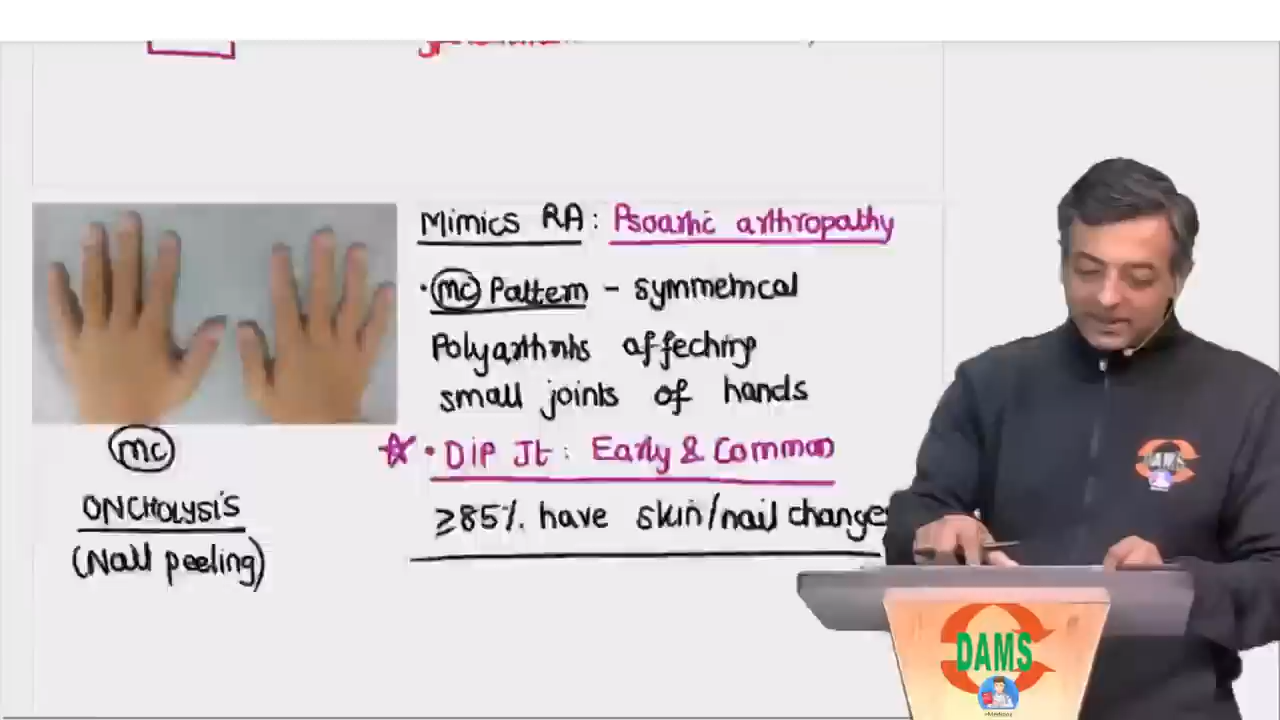 Mimics RA : Psoartic arthropathy
• mc Pattern - symmetrical
Polyarthritis affecting
small joints of hands
mc
☆ • DIP Jt : Early & Common
ONCHOLYSIS
≥85%. have skin/nail changes
(Nail peeling)
DAMS